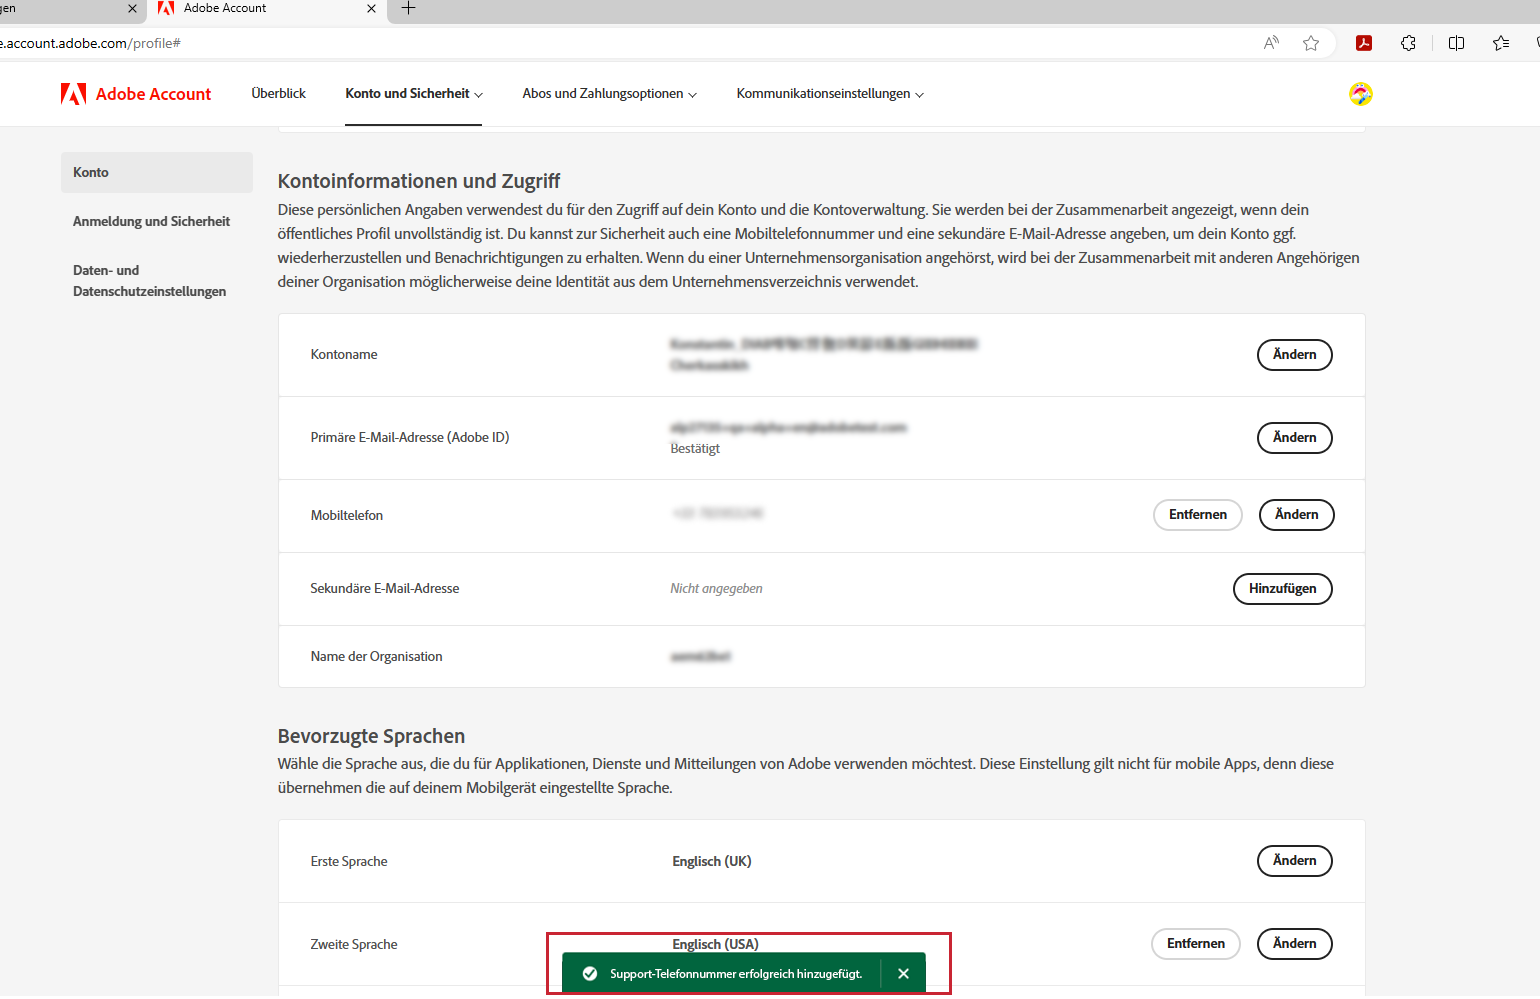 gen
Adobe Account
e.account.adobe.com/profile#
Adobe Account
Überblick
Konto und Sicherheit
Abos und Zahlungsoptionen
Kommunikationseinstellungen
Konto
Anmeldung und Sicherheit
Daten- und
Datenschutzeinstellungen
Kontoinformationen und Zugriff
Diese persönlichen Angaben verwendest du für den Zugriff auf dein Konto und die Kontoverwaltung. Sie werden bei der Zusammenarbeit angezeigt, wenn dein
öffentliches Profil unvollständig ist. Du kannst zur Sicherheit auch eine Mobiltelefonnummer und eine sekundäre E-Mail-Adresse angeben, um dein Konto ggf.
wiederherzustellen und Benachrichtigungen zu erhalten. Wenn du einer Unternehmensorganisation angehörst, wird bei der Zusammenarbeit mit anderen Angehörigen
deiner Organisation möglicherweise deine Identität aus dem Unternehmensverzeichnis verwendet.
Kontoname
Ändern
Primäre E-Mail-Adresse (Adobe ID)
Bestätigt
Ändern
Mobiltelefon
Entfernen
Ändern
Sekundäre E-Mail-Adresse
Nicht angegeben
Hinzufügen
Name der Organisation
Bevorzugte Sprachen
Wähle die Sprache aus, die du für Applikationen, Dienste und Mitteilungen von Adobe verwenden möchtest. Diese Einstellung gilt nicht für mobile Apps, denn diese
übernehmen die auf deinem Mobilgerät eingestellte Sprache.
Erste Sprache
Englisch (UK)
Ändern
Zweite Sprache
Englisch (USA)
Entfernen
Ändern
Support-Telefonnummer erfolgreich hinzugefügt.